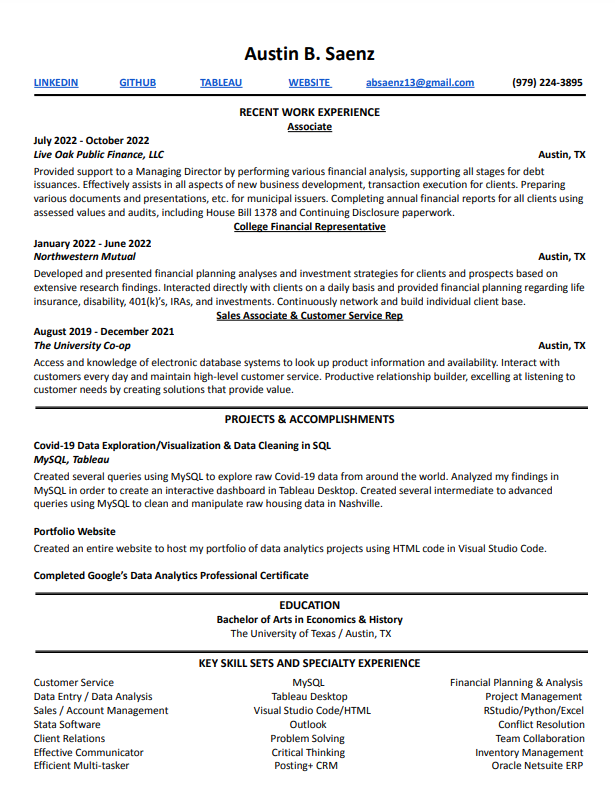 Austin B. Saenz
LINKEDIN GITHUB TABLEAU WEBSITE absaenz13@gmail.com (979) 224-3895
RECENT WORK EXPERIENCE
Associate
July 2022 - October 2022
Live Oak Public Finance, LLC Austin, TX
Provided support to a Managing Director by performing various financial analysis, supporting all stages for debt
issuances. Effectively assists in all aspects of new business development, transaction execution for clients. Preparing
various documents and presentations, etc. for municipal issuers. Completing annual financial reports for all clients using
assessed values and audits, including House Bill 1378 and Continuing Disclosure paperwork.
College Financial Representative
January 2022 - June 2022
Northwestern Mutual Austin, TX
Developed and presented financial planning analyses and investment strategies for clients and prospects based on
extensive research findings. Interacted directly with clients on a daily basis and provided financial planning regarding life
insurance, disability, 401(k)'s, IRAs, and investments. Continuously network and build individual client base.
Sales Associate & Customer Service Rep
August 2019 - December 2021
The University Co-op Austin, TX
Access and knowledge of electronic database systems to look up product information and availability. Interact with
customers every day and maintain high-level customer service. Productive relationship builder, excelling at listening to
customer needs by creating solutions that provide value.
PROJECTS & ACCOMPLISHMENTS
Covid-19 Data Exploration/Visualization & Data Cleaning in SQL
MySQL, Tableau
Created several queries using MySQL to explore raw Covid-19 data from around the world. Analyzed my findings in
MySQL in order to create an interactive dashboard in Tableau Desktop. Created several intermediate to advanced
queries using MySQL to clean and manipulate raw housing data in Nashville.
Portfolio Website
Created an entire website to host my portfolio of data analytics projects using HTML code in Visual Studio Code.
Completed Google's Data Analytics Professional Certificate
EDUCATION
Bachelor of Arts in Economics & History
The University of Texas / Austin, TX
KEY SKILL SETS AND SPECIALTY EXPERIENCE
Customer Service MySQL Financial Planning & Analysis
Data Entry / Data Analysis Tableau Desktop Project Management
Sales / Account Management Visual Studio Code/HTML RStudio/Python/Excel
Stata Software Outlook Conflict Resolution
Client Relations Problem Solving Team Collaboration
Effective Communicator Critical Thinking Inventory Management
Efficient Multi-tasker Posting+ CRM Oracle Netsuite ERP